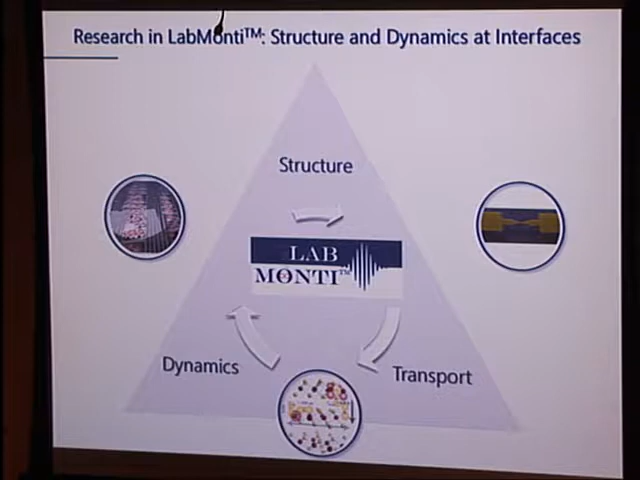 Research in LabMonti™: Structure and Dynamics at Interfaces
Structure
LAB
MONTI™
Dynamics
Transport